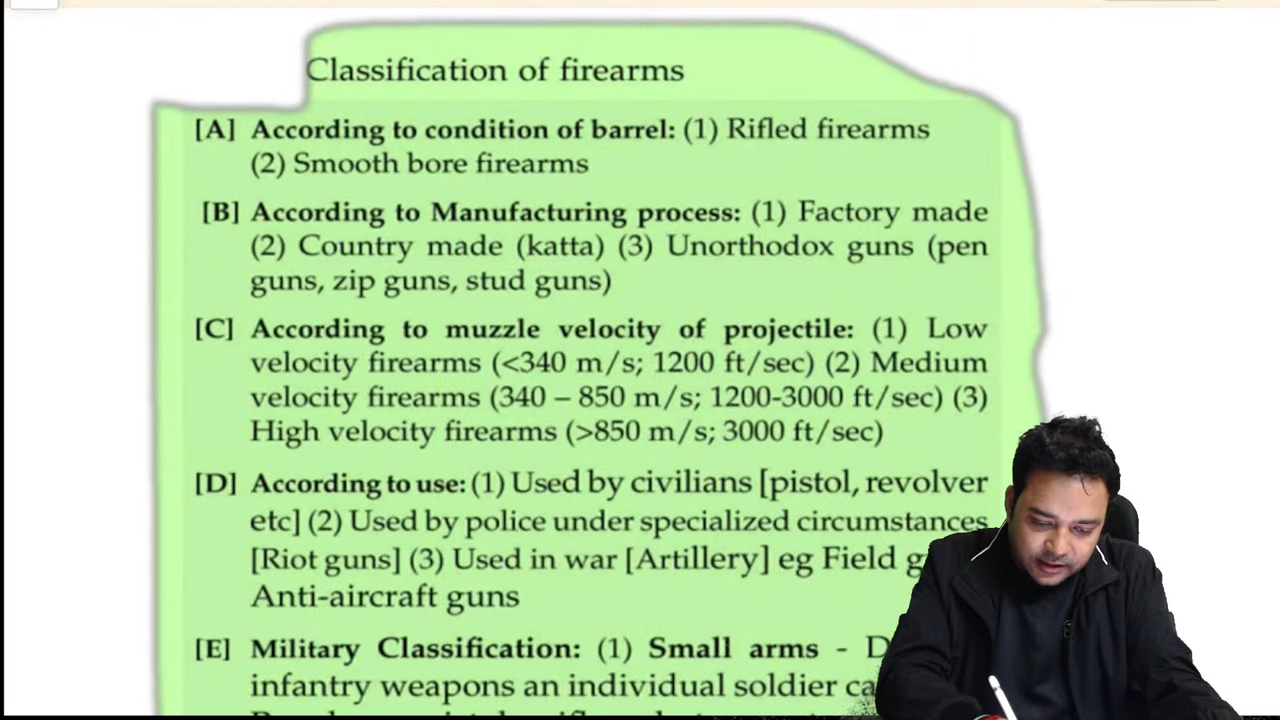 Classification of firearms
[A] According to condition of barrel: (1) Rifled firearms
(2) Smooth bore firearms
[B] According to Manufacturing process: (1) Factory made
(2) Country made (katta) (3) Unorthodox guns (pen
guns, zip guns, stud guns)
[C] According to muzzle velocity of projectile: (1) Low
velocity firearms (<340 m/s; 1200 ft/sec) (2) Medium
velocity firearms (340 – 850 m/s; 1200-3000 ft/sec) (3)
High velocity firearms (>850 m/s; 3000 ft/sec)
[D] According to use: (1) Used by civilians [pistol, revolver
etc] (2) Used by police under specialized circumstances
[Riot guns] (3) Used in war [Artillery] eg Field
Anti-aircraft guns
[E] Military Classification: (1) Small arms -
infantry weapons an individual soldier